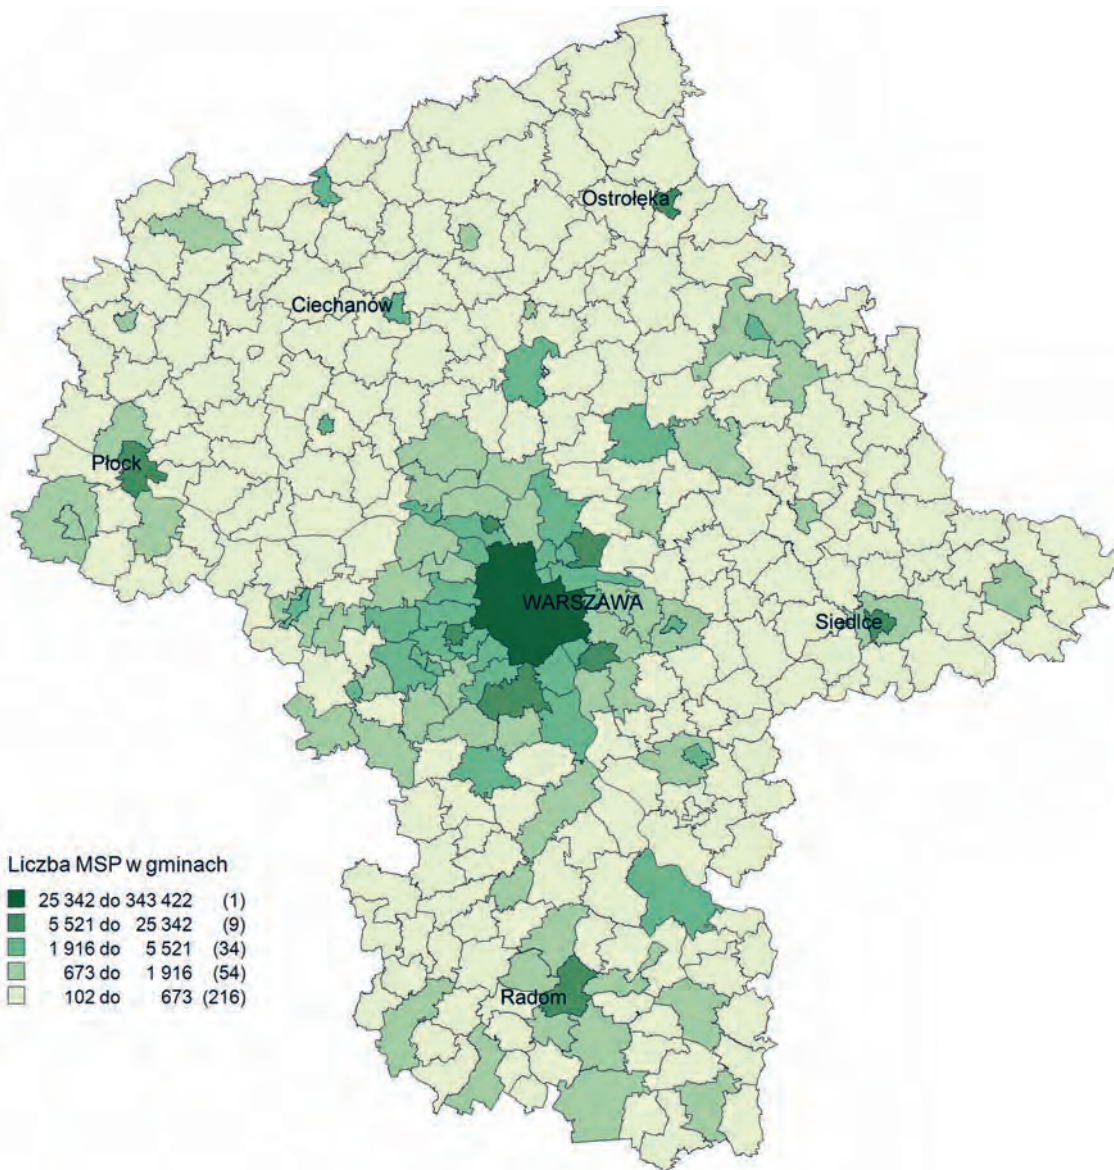 Ostrołęka
Ciechanów
Płock
WARSZAWA
Siedlce
Liczba MSP w gminach
25 342 do 343 422 (1)
5 521 do 25 342 (9)
1 916 do 5 521 (34)
673 do 1 916 (54)
102 do 673 (216)
Radom